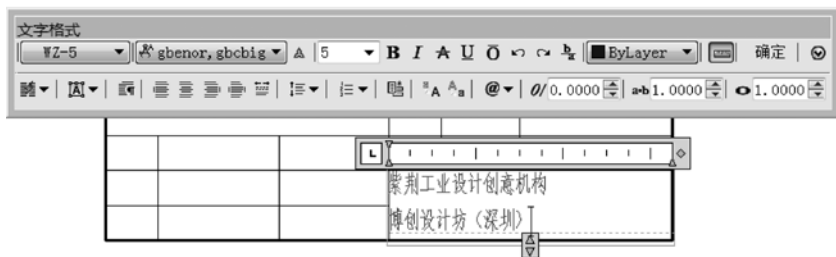 文字格式
WZ-5 gbenor, gbcbig 5 B I A U O ByLayer 确定
@ 0/ 0.0000 a-b 1.0000 1.0000
L
紫荆工业设计创意机构
博创设计坊（深圳）